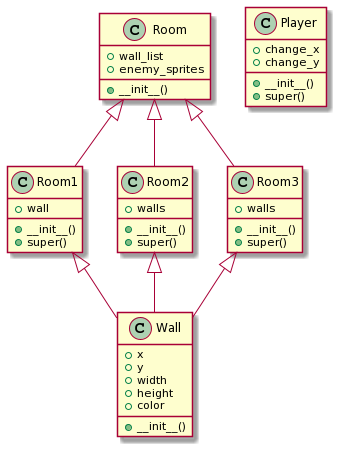 C Room
wall_list
enemy_sprites
__init__()
C Player
change_x
change_y
__init__()
super()
C Room1
wall
__init__()
super()
C Room2
walls
__init__()
super()
C Room3
walls
__init__()
super()
C Wall
x
y
width
height
color
__init__()